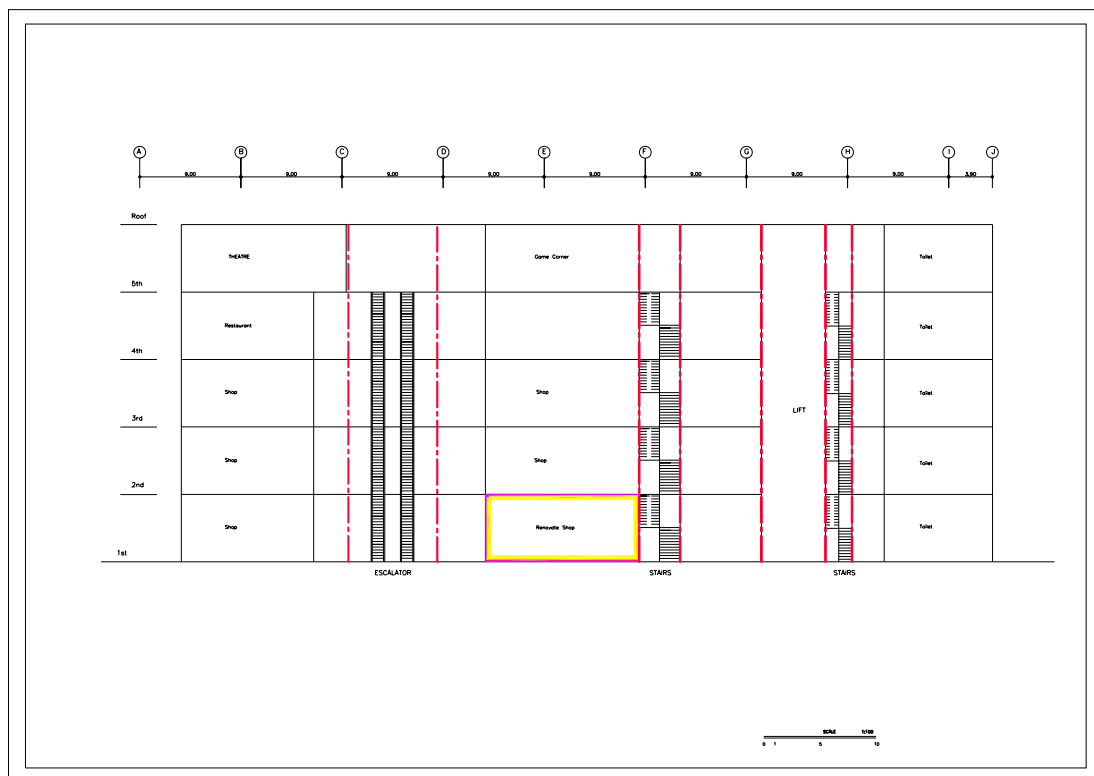 A B C D E F G H I J
9,00 9,00 9,00 9,00 9,00 9,00 9,00 9,00 3,90
Roof
THEATRE Game Corner Toilet
5th
Restaurant Toilet
4th
Shop Shop Toilet
3rd
LIFT
Shop Shop Toilet
2nd
Shop Renovate Shop Toilet
1st
ESCALATOR STAIRS STAIRS
SCALE 1:100
0 1 5 10